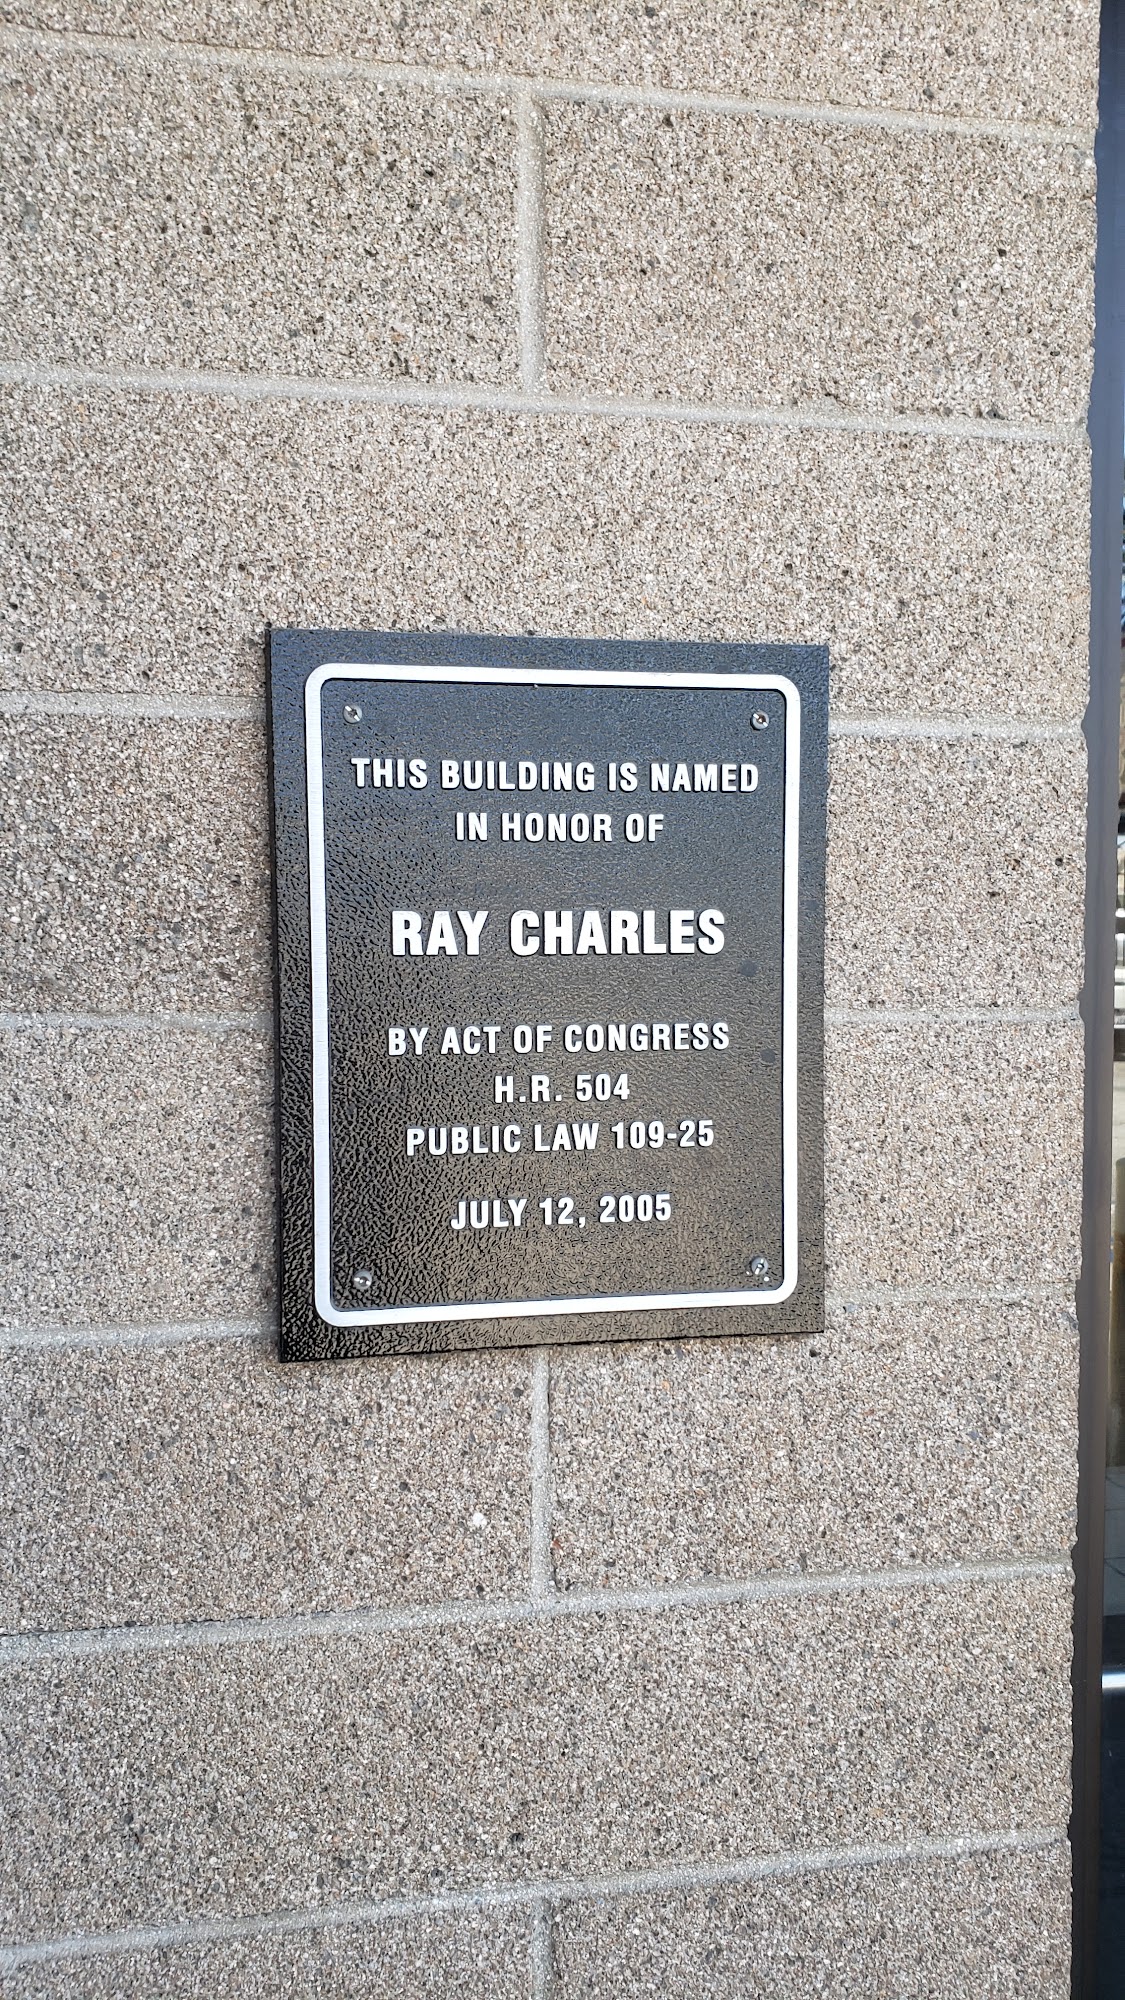 THIS BUILDING IS NAMED
IN HONOR OF
RAY CHARLES
BY ACT OF CONGRESS
H.R. 504
PUBLIC LAW 109-25
JULY 12, 2005